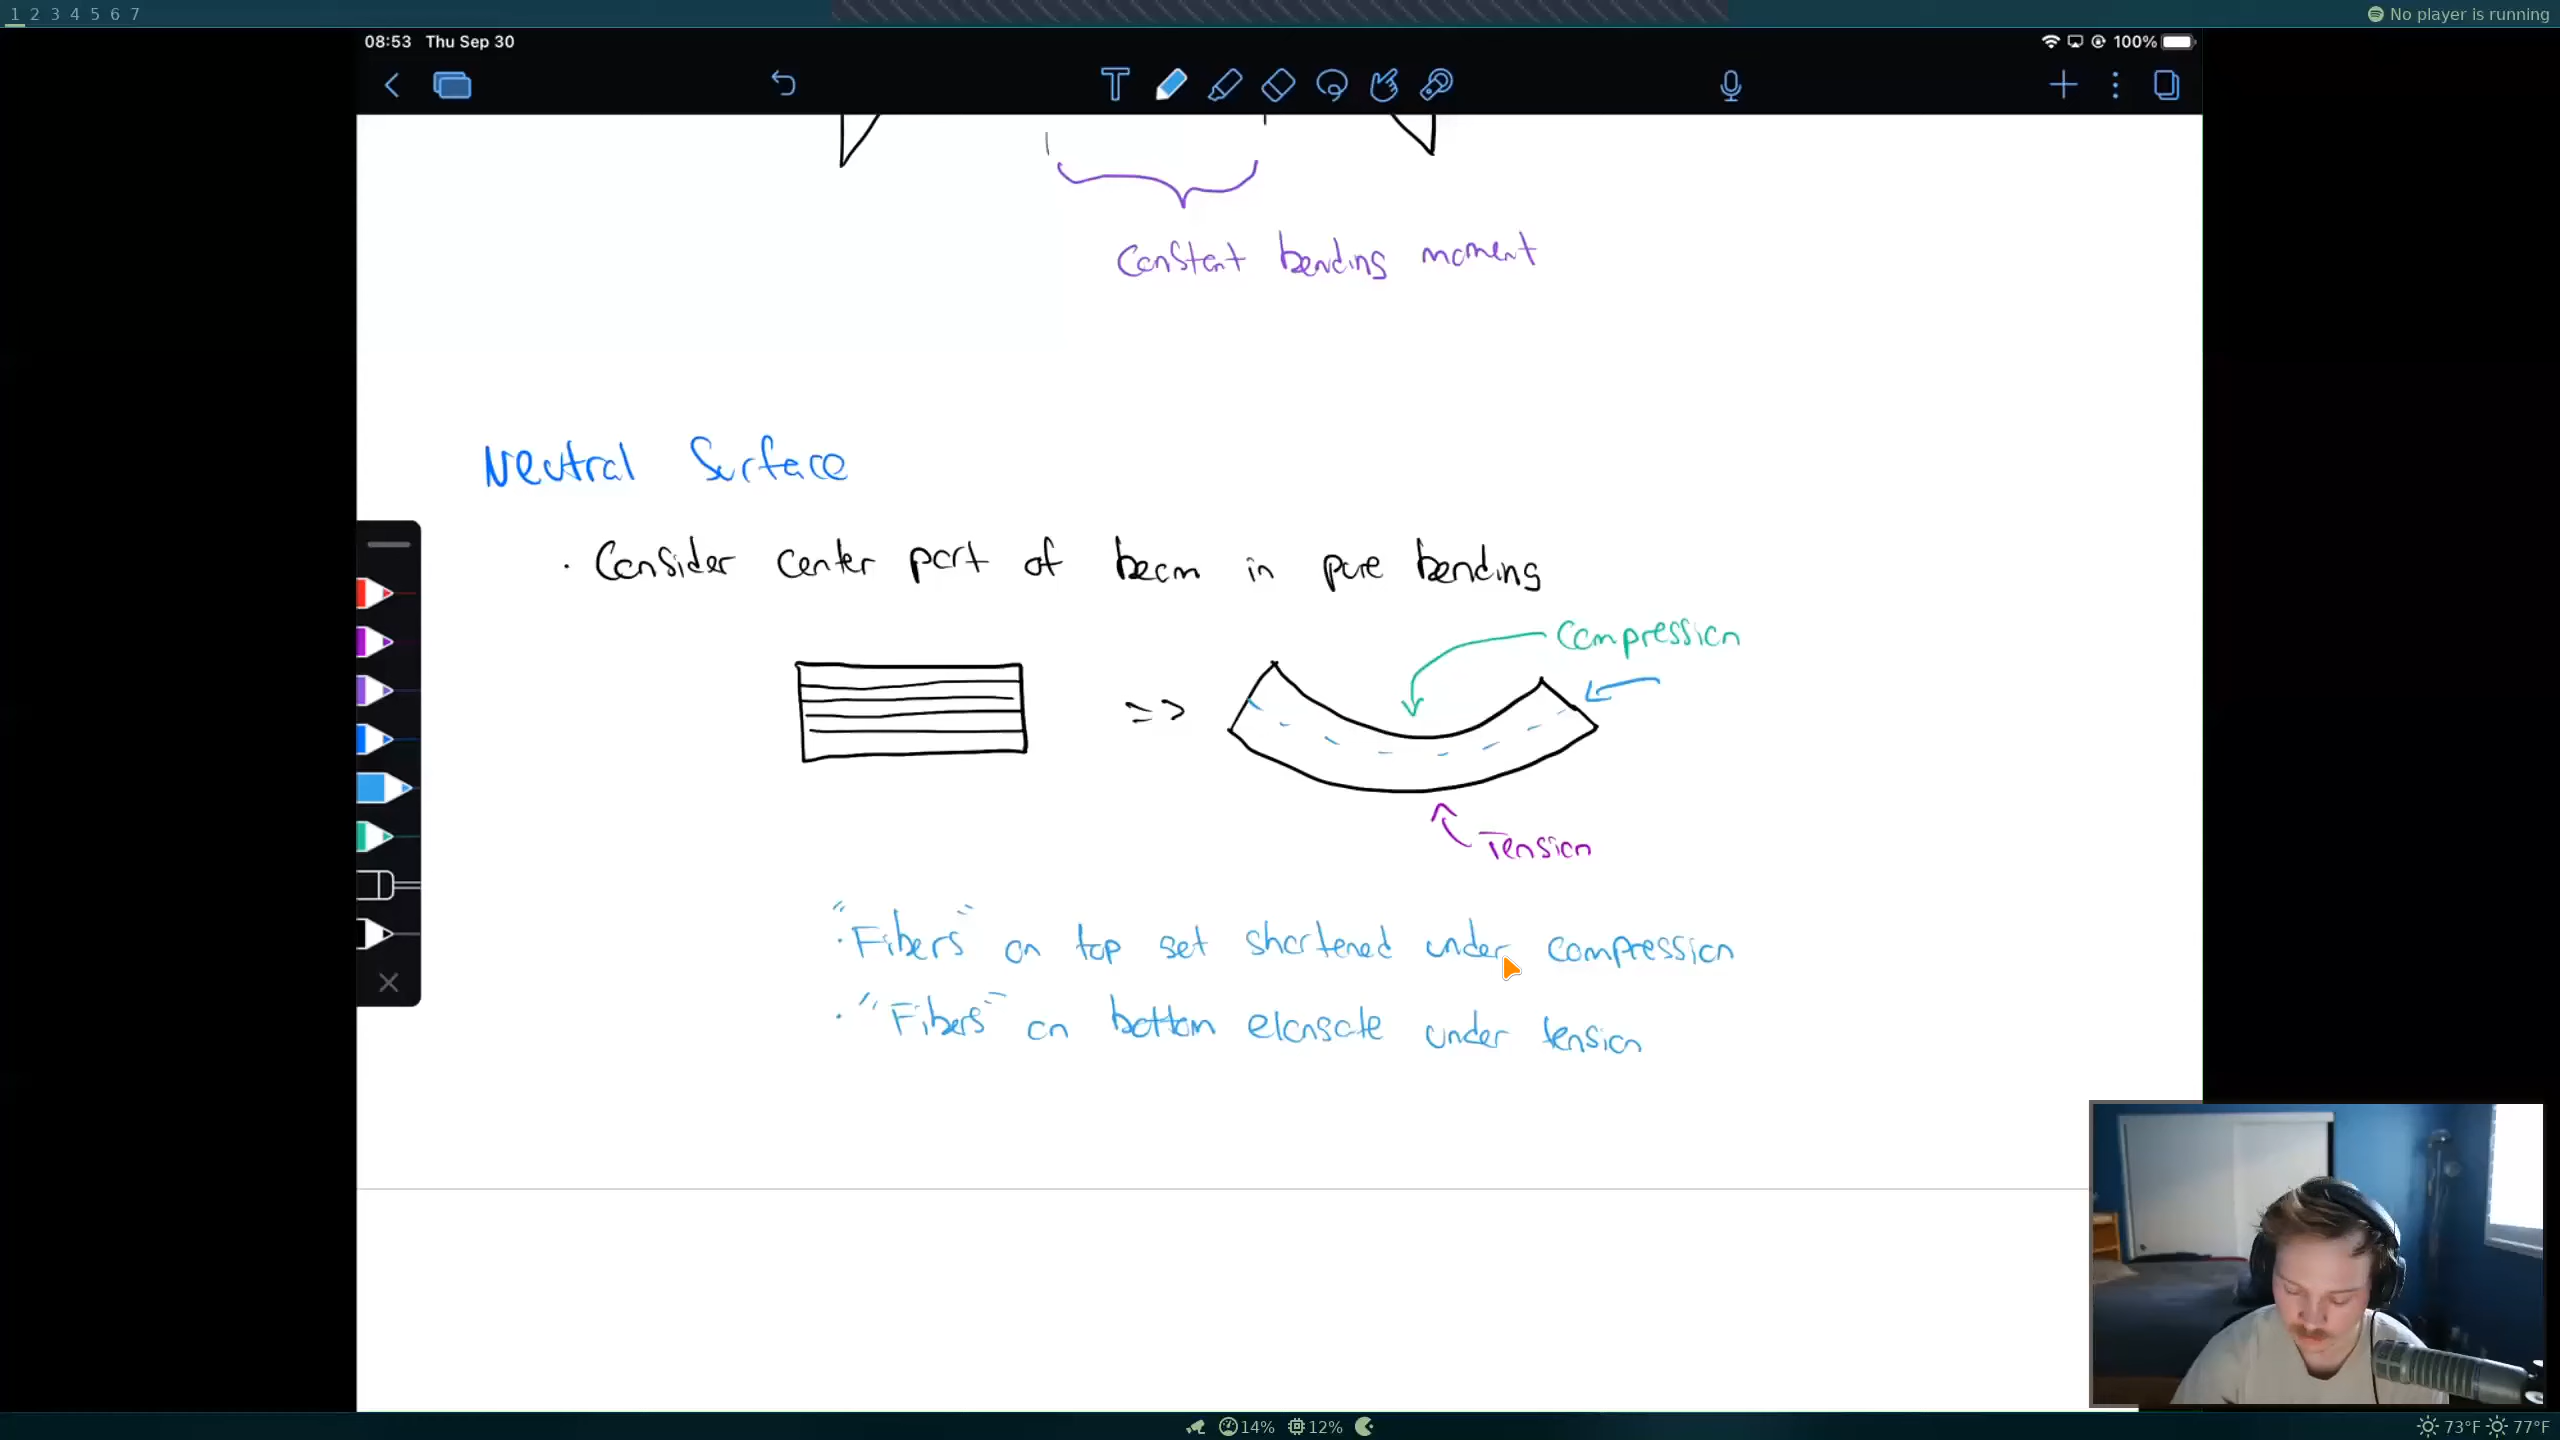 1 2 3 4 5 6 7
No player is running
08:53 Thu Sep 30
100%
T
Constant bending moment
Neutral Surface
· Consider center part of beam in pure bending
Compression
=>
Tension
· "Fibers" on top get shortened under compression
· "Fibers" on bottom elongate under tension
14% 12%
73°F 77°F